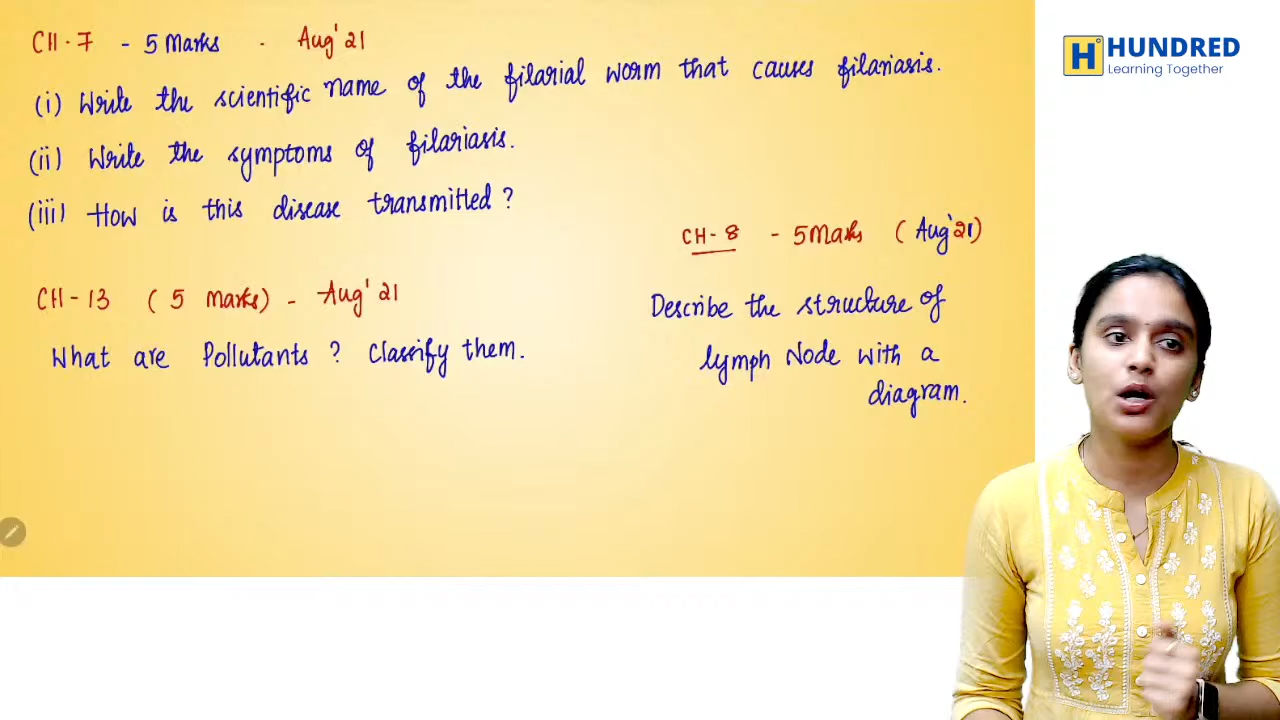 CH-7 - 5 Marks - Aug' 21
(i) Write the scientific name of the filarial worm that causes filariasis.
(ii) Write the symptoms of filariasis.
(iii) How is this disease transmitted ?
CH-13 ( 5 marks) - Aug' 21
What are Pollutants ? Classify them.
CH-8 - 5 Marks (Aug'21)
Describe the structure of
lymph Node with a
diagram.
H° HUNDRED
Learning Together